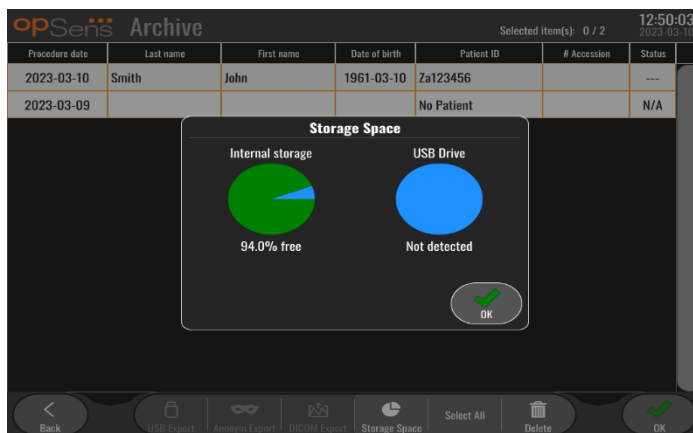 opSens Archive Selected item(s): 0 / 2 12:50:03
2023-03-10
Procedure date Last name First name Date of birth Patient ID # Accession Status
2023-03-10 Smith John 1961-03-10 Za123456 ---
2023-03-09 No Patient N/A
Storage Space
Internal storage USB Drive
94.0% free Not detected
OK
Back USB Export Anonym Export DICOM Export Storage Space Select All Delete OK